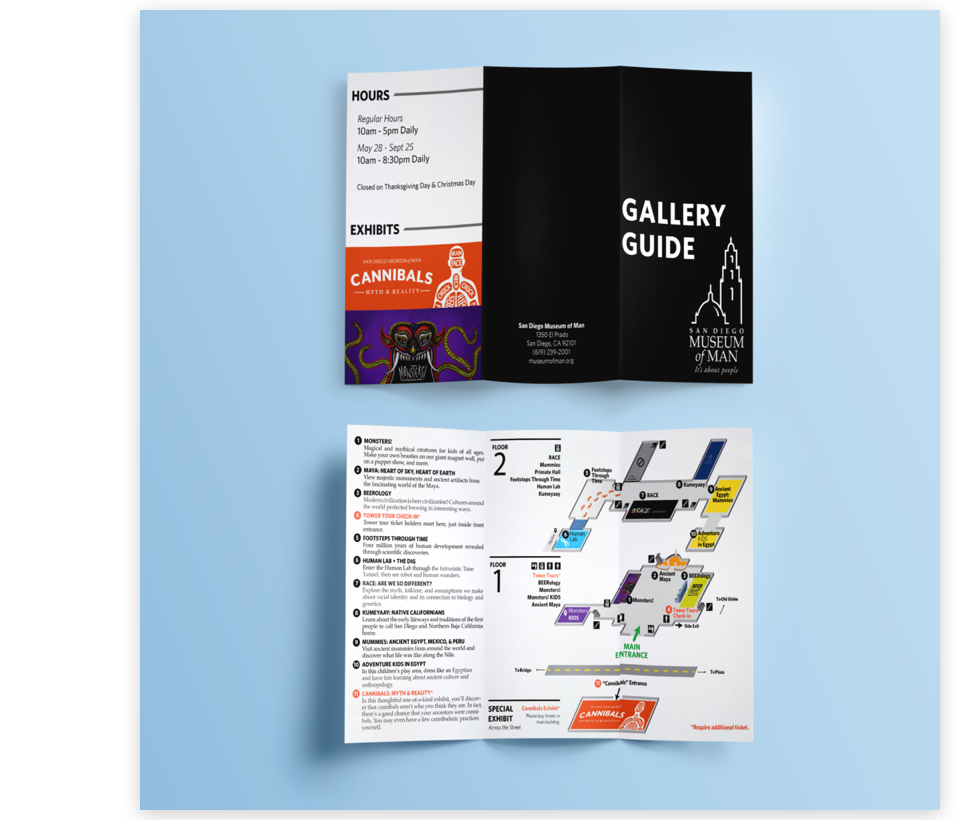 HOURS
Regular Hours
10am - 5pm Daily
May 28 - Sept 25
10am - 8:30pm Daily
Closed on Thanksgiving Day & Christmas Day
EXHIBITS
SAN DIEGO MUSEUM of MAN
CANNIBALS
MYTH & REALITY
CHUCK
CHUCK
MONSTERS!
San Diego Museum of Man
1350 El Prado
San Diego, CA 92101
(619) 239-2001
museumofman.org
GALLERY
GUIDE
SAN DIEGO
MUSEUM
of MAN
It's about people
1 MONSTERS!
Magical and mythical creatures for kids of all ages.
Make your own beasties on our giant magnet wall, put
on a puppet show, and more.
2 MAYA: HEART OF SKY, HEART OF EARTH
View majestic monuments and ancient artifacts from
the fascinating world of the Maya.
3 BEEROLOGY
Modern civilization is beer civilization! Cultures around
the world perfected brewing in interesting ways.
4 TOWER TOUR CHECK-IN*
Tower tour ticket holders meet here, just inside front
entrance.
5 FOOTSTEPS THROUGH TIME
Four million years of human development revealed
through scientific discoveries.
6 HUMAN LAB + THE DIG
Enter the Human Lab through the futuristic Time
Tunnel, then see robot and human wonders.
7 RACE: ARE WE SO DIFFERENT?
Explore the myth, folklore, and assumptions we make
about racial identity and its connection to biology and
genetics.
8 KUMEYAAY: NATIVE CALIFORNIANS
Learn about the early lifeways and traditions of the first
people to call San Diego and Northern Baja California
home.
9 MUMMIES: ANCIENT EGYPT, MEXICO, & PERU
Visit ancient mummies from around the world and
discover what life was like along the Nile.
10 ADVENTURE KIDS IN EGYPT
In this children's play area, dress like an Egyptian
and have fun learning about ancient culture and
anthropology.
11 CANNIBALS: MYTH & REALITY*
In this thoughtful one-of-a-kind exhibit, you'll discov-
er that cannibals aren't who you think they are. In fact,
there's a good chance that your ancestors were canni-
bals. You may even have a few cannibalistic practices
yourself.
FLOOR
2
RACE
Mummies
Primate Hall
Footsteps Through Time
Human Lab
Kumeyaay
5 Footsteps
Through
Time
7 RACE
RACE
8 Kumeyaay
9 Ancient
Egypt:
Mummies
10 Adventure
KIDS
in Egypt
6 Human
Lab
FLOOR
1
Tower Tours*
BEERology
Monsters!
Monsters! KIDS
Ancient Maya
2 Ancient
Maya
3 BEERology
BEER
1 Monsters!
Monsters!
KIDS
4 Tower Tours
Check-in
To Old Globe
Side Exit
MAIN
ENTRANCE
To Bridge
To Plaza
11 "Cannibals" Entrance
CANNIBALS
SPECIAL
EXHIBIT
Across the Street
Cannibals Exhibit*
Please buy tickets in
main building
*Require additional ticket.